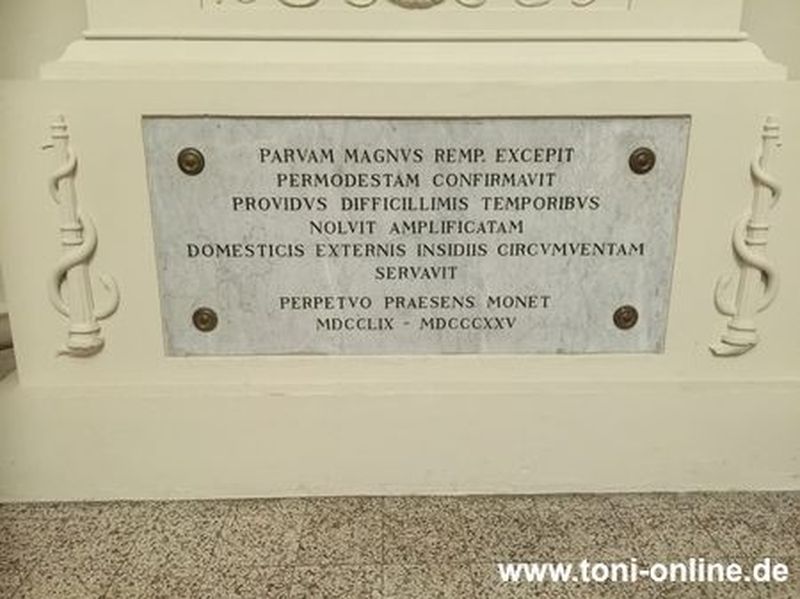 PARVAM MAGNVS REMP. EXCEPIT
PERMODESTAM CONFIRMAVIT
PROVIDVS DIFFICILLIMIS TEMPORIBVS
NOLVIT AMPLIFICATAM
DOMESTICIS EXTERNIS INSIDIIS CIRCVMVENTAM
SERVAVIT
PERPETVO PRAESENS MONET
MDCCLIX - MDCCCXXV
www.toni-online.de